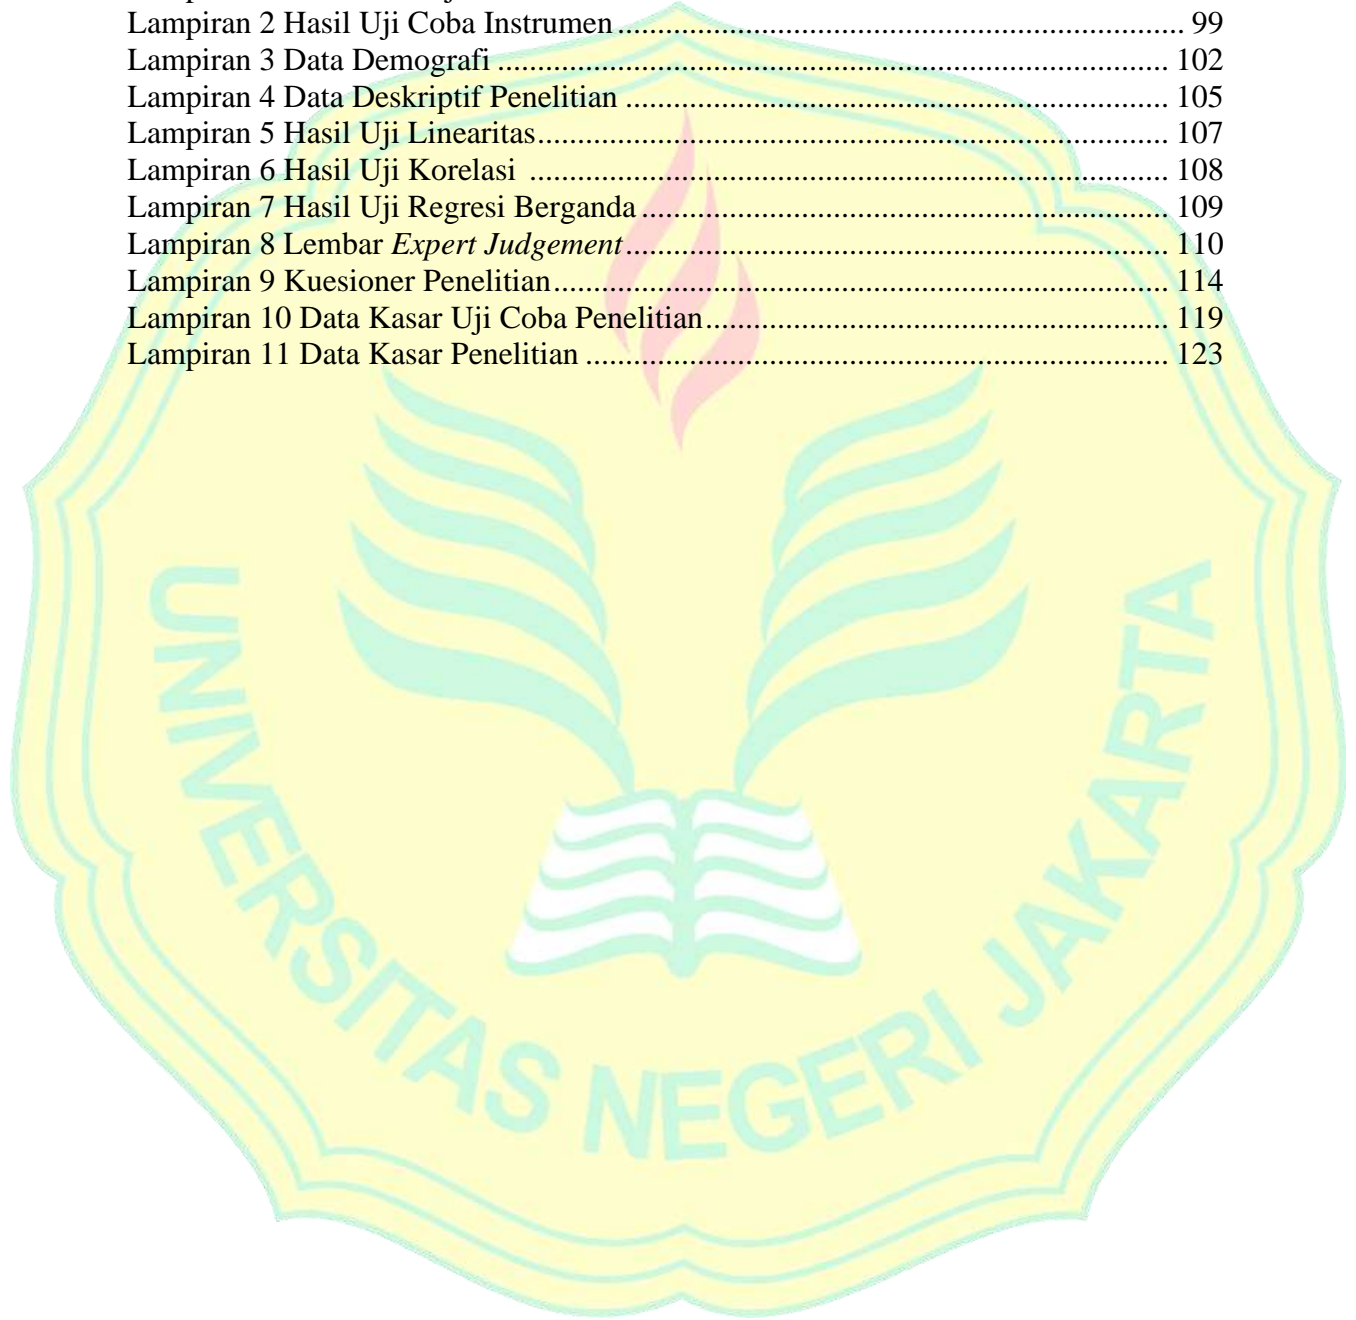 Lampiran 2 Hasil Uji Coba Instrumen ........................................................................ 99
Lampiran 3 Data Demografi ..................................................................................... 102
Lampiran 4 Data Deskriptif Penelitian ..................................................................... 105
Lampiran 5 Hasil Uji Linearitas................................................................................ 107
Lampiran 6 Hasil Uji Korelasi ................................................................................. 108
Lampiran 7 Hasil Uji Regresi Berganda ................................................................... 109
Lampiran 8 Lembar Expert Judgement..................................................................... 110
Lampiran 9 Kuesioner Penelitian.............................................................................. 114
Lampiran 10 Data Kasar Uji Coba Penelitian........................................................... 119
Lampiran 11 Data Kasar Penelitian .......................................................................... 123
UNIVERSITAS NEGERI JAKARTA